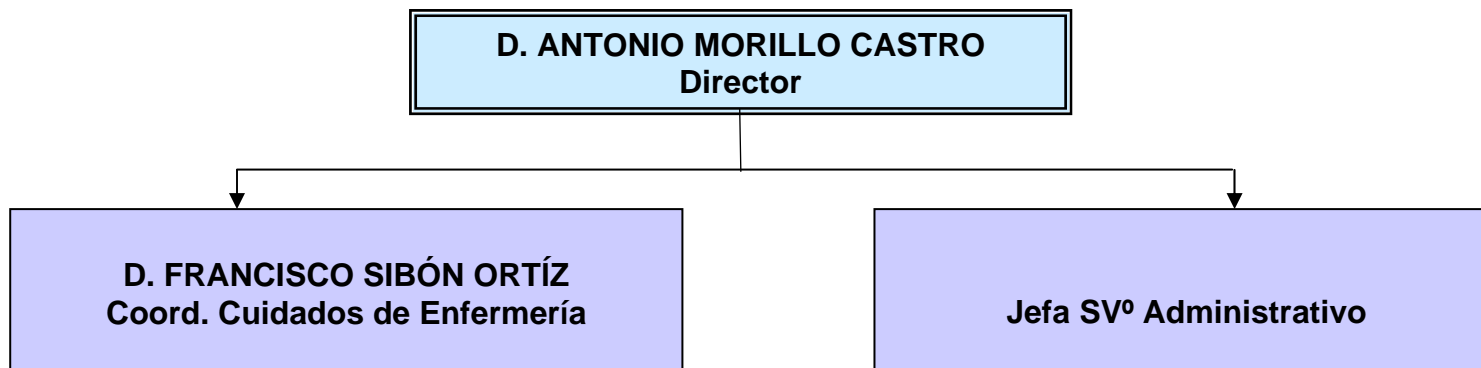 D. ANTONIO MORILLO CASTRO
Director
D. FRANCISCO SIBÓN ORTÍZ
Coord. Cuidados de Enfermería
Jefa SVº Administrativo